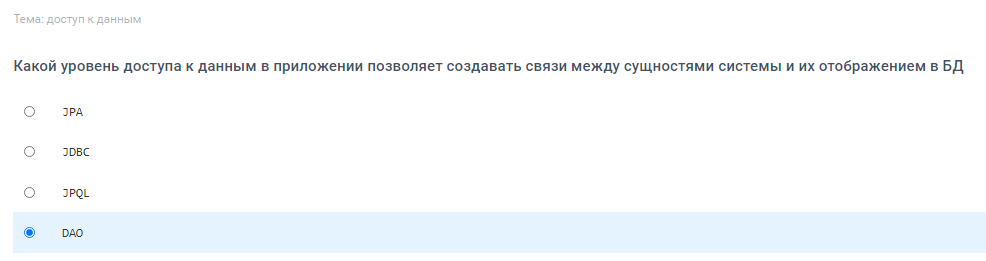 Тема: доступ к данным
Какой уровень доступа к данным в приложении позволяет создавать связи между сущностями системы и их отображением в БД
JPA
JDBC
JPQL
DAO